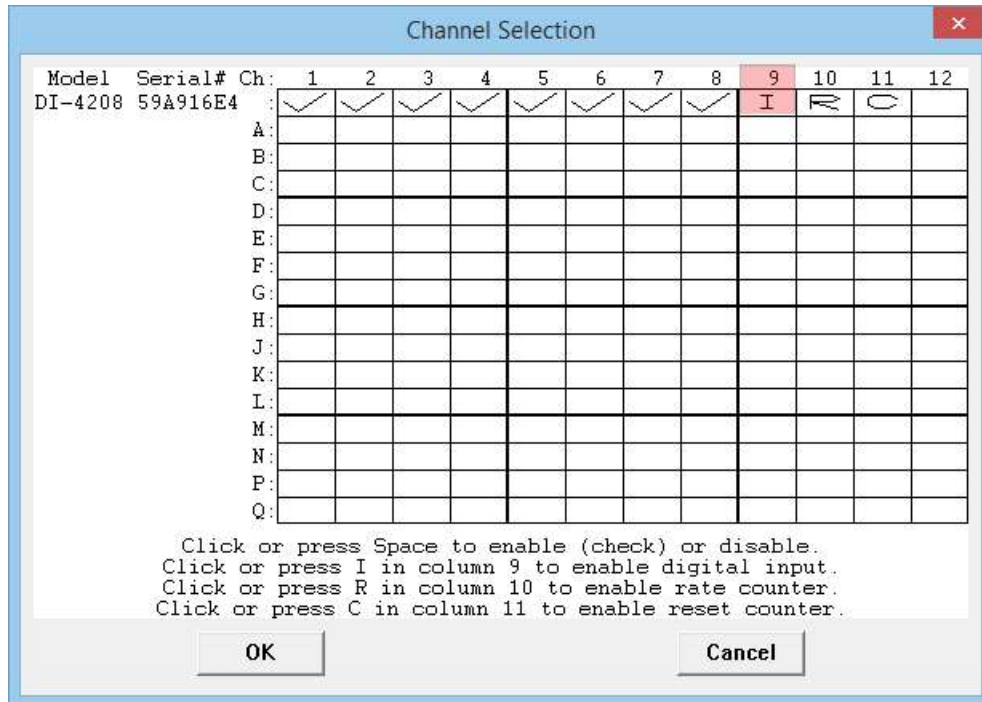 Channel Selection
Model Serial# Ch: 1 2 3 4 5 6 7 8 9 10 11 12
DI-4208 59A916E4 : I R C
A:
B:
C:
D:
E:
F:
G:
H:
J:
K:
L:
M:
N:
P:
Q:
Click or press Space to enable (check) or disable.
Click or press I in column 9 to enable digital input.
Click or press R in column 10 to enable rate counter.
Click or press C in column 11 to enable reset counter.
OK Cancel